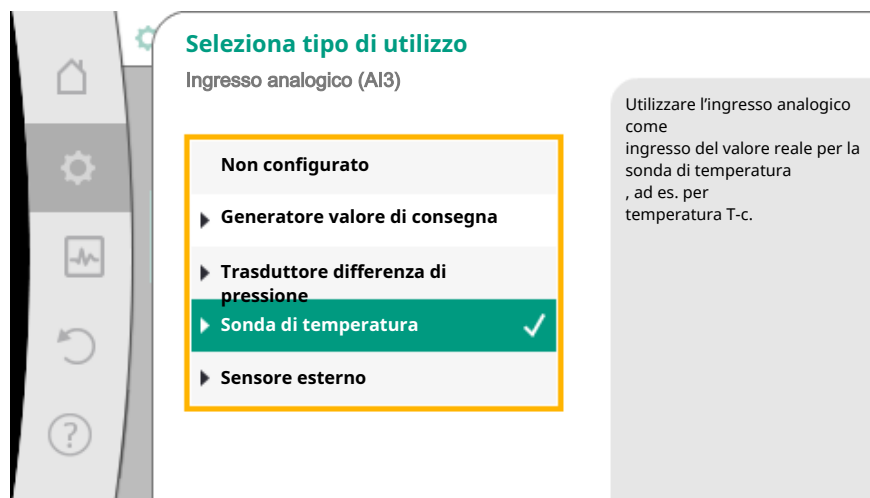 Seleziona tipo di utilizzo
Ingresso analogico (AI3)
Non configurato
Generatore valore di consegna
Trasduttore differenza di
pressione
Sonda di temperatura
Sensore esterno
Utilizzare l'ingresso analogico
come
ingresso del valore reale per la
sonda di temperatura
, ad es. per
temperatura T-c.
?